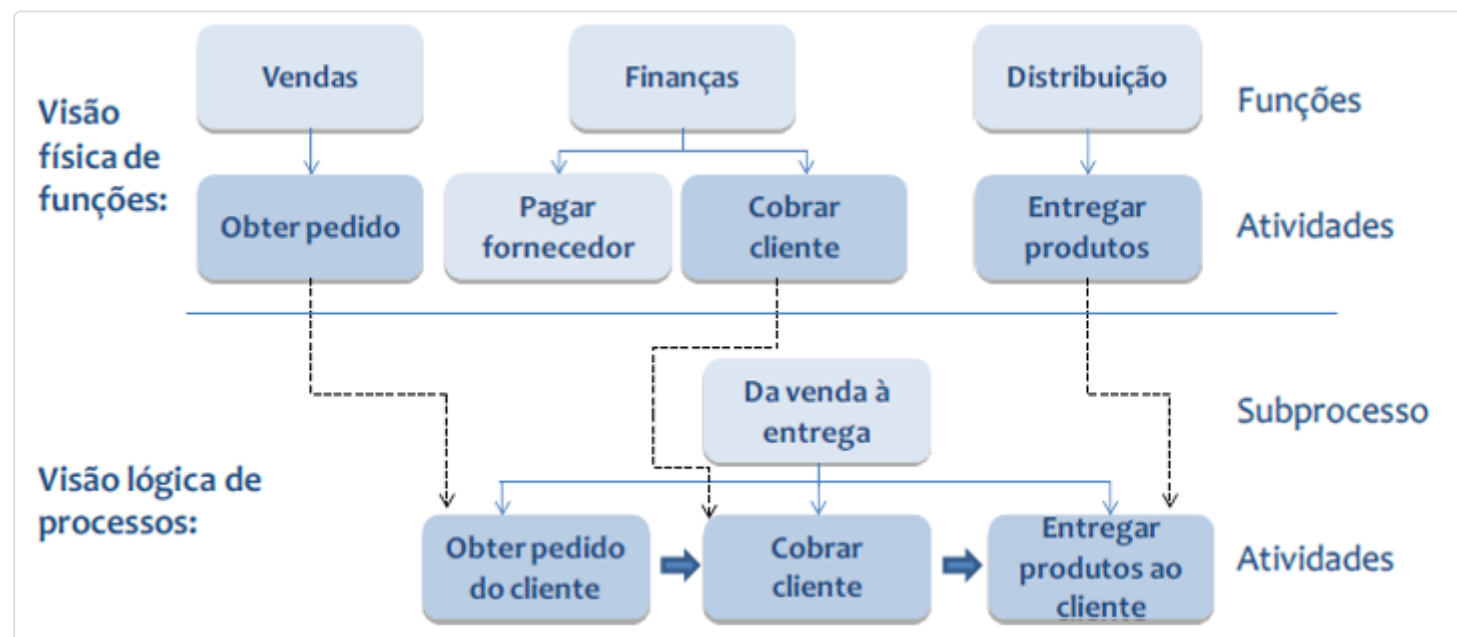 Vendas
Finanças
Distribuição
Funções
Visão
física de
funções:
Obter pedido
Pagar
fornecedor
Cobrar
cliente
Entregar
produtos
Atividades
Da venda à
entrega
Subprocesso
Visão lógica de
processos:
Obter pedido
do cliente
Cobrar
cliente
Entregar
produtos ao
cliente
Atividades